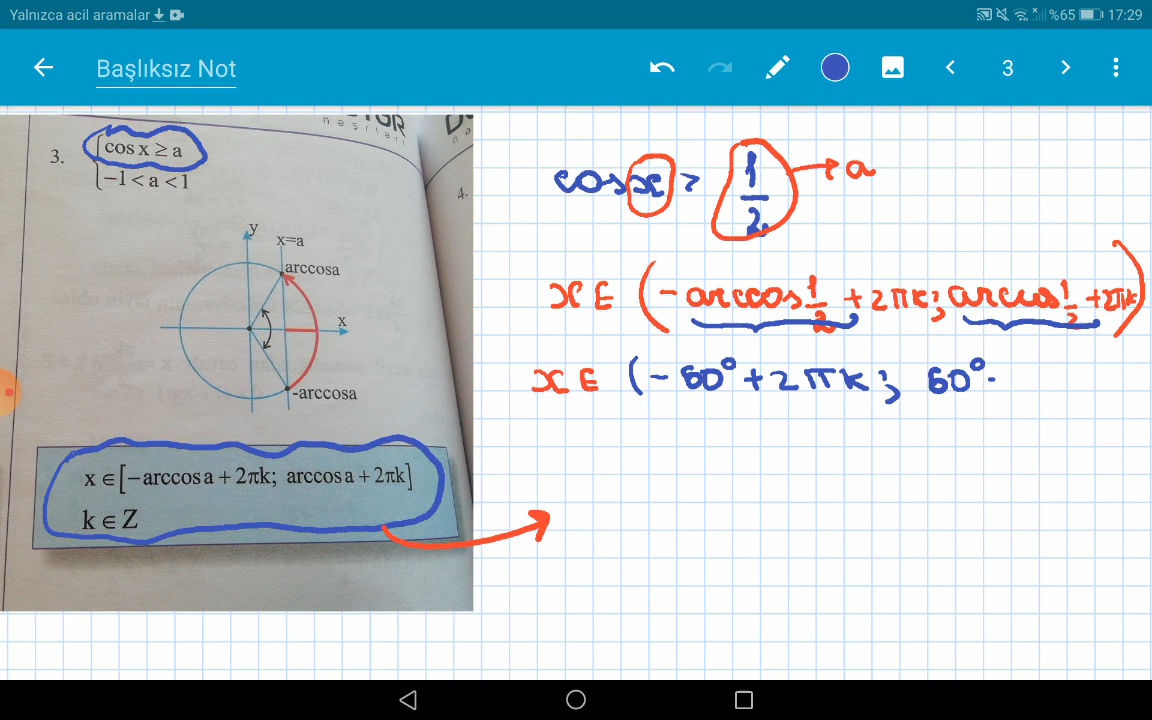 Yalnızca acil aramalar
%65 17:29
Başlıksız Not
3
3.
cos x ≥ a
-1 < a < 1
4.
y
x=a
arccosa
x
-arccosa
x ∈ [-arccos a + 2πk; arccos a + 2πk]
k ∈ Z
cos x > 1/2 → a
x ∈ (-arccos 1/2 + 2πk; arccos 1/2 + 2πk)
x ∈ (-60° + 2πk; 60°